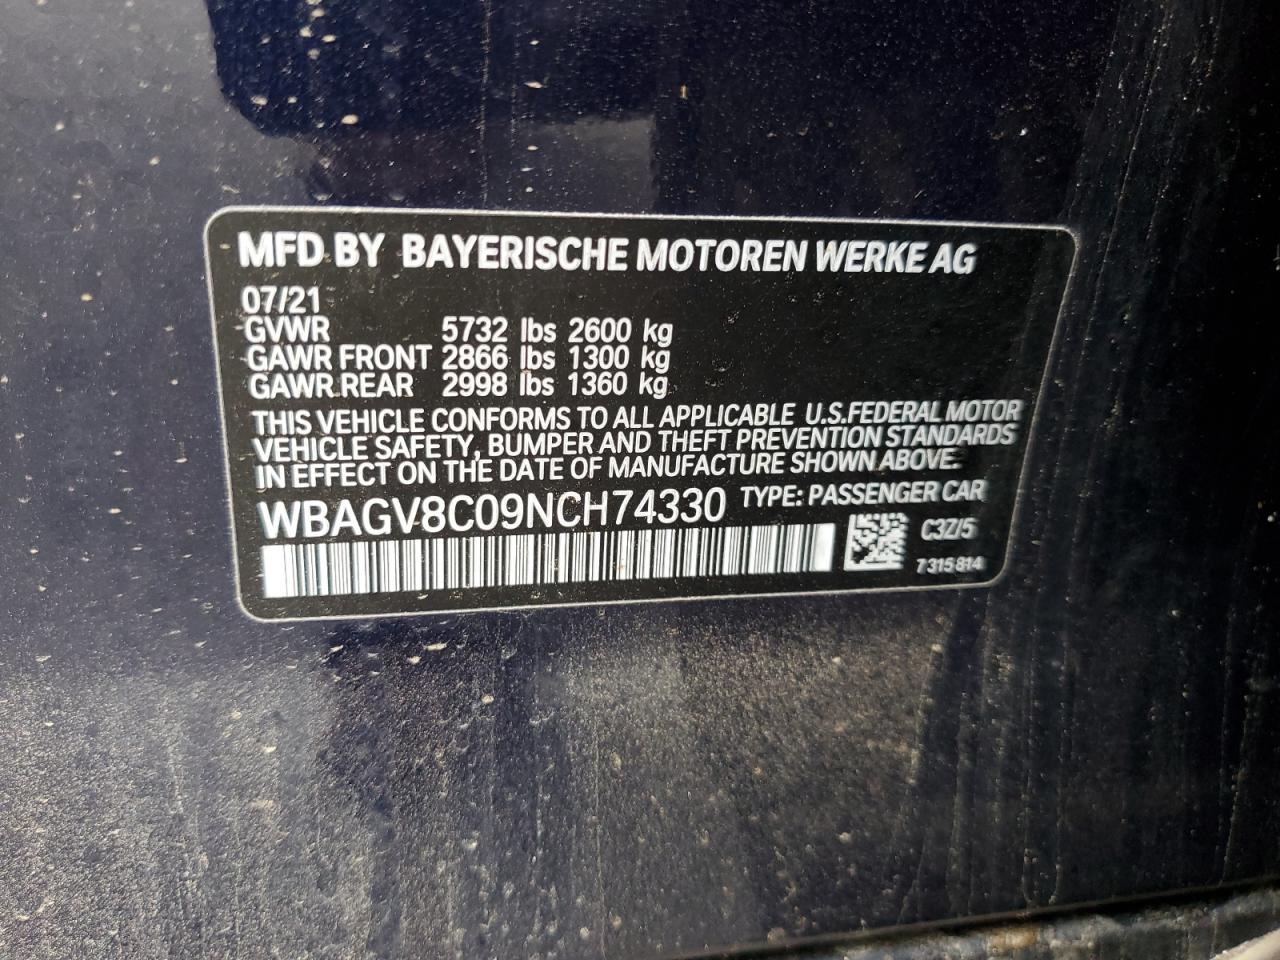 MFD BY BAYERISCHE MOTOREN WERKE AG
07/21
GVWR 5732 lbs 2600 kg
GAWR FRONT 2866 lbs 1300 kg
GAWR REAR 2998 lbs 1360 kg
THIS VEHICLE CONFORMS TO ALL APPLICABLE U.S.FEDERAL MOTOR
VEHICLE SAFETY, BUMPER AND THEFT PREVENTION STANDARDS
IN EFFECT ON THE DATE OF MANUFACTURE SHOWN ABOVE.
WBAGV8C09NCH74330 TYPE: PASSENGER CAR
C3Z/5
7 315 814